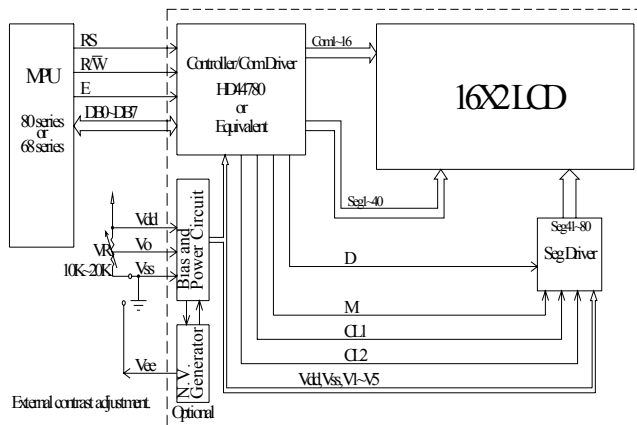 RS
R/W̅
E
DB0~DB7
MPU
80 series
or
68 series
Controller/Com Driver
HD44780
or
Equivalent
Com1~16
16X2 LCD
Seg1~40
Seg41~80
Seg Driver
D
M
CL1
CL2
Vdd,Vss,V1~V5
Bias and
Power Circuit
Vdd
Vo
Vss
VR
10K~20K
Vee
N.V.
Generator
Optional
External contrast adjustment.